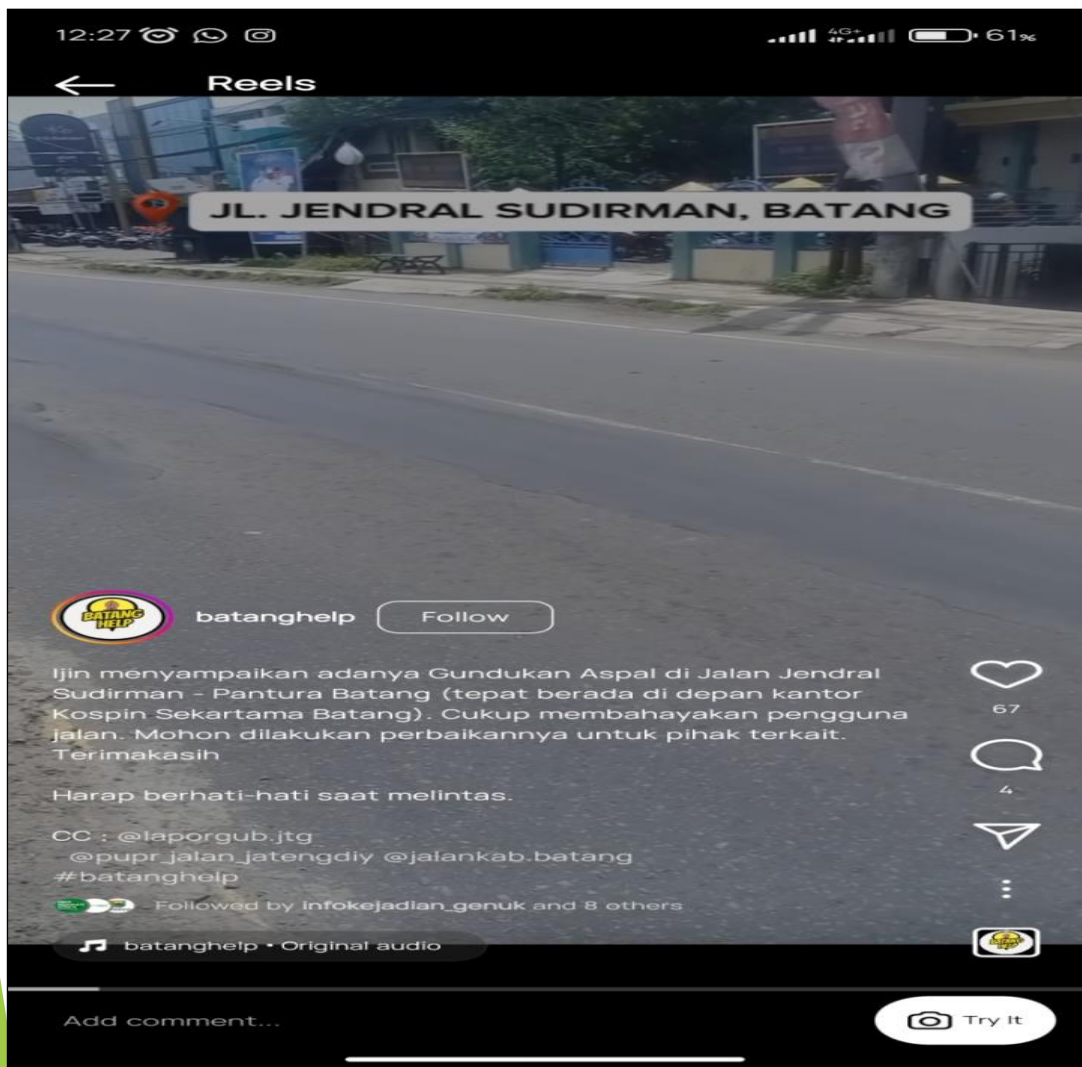 12:27
4G+
61%
Reels
JL. JENDRAL SUDIRMAN, BATANG
BATANG
HELP
batanghelp
Follow
Ijin menyampaikan adanya Gundukan Aspal di Jalan Jendral
Sudirman - Pantura Batang (tepat berada di depan kantor
Kospin Sekartama Batang). Cukup membahayakan pengguna
jalan. Mohon dilakukan perbaikannya untuk pihak terkait.
Terimakasih
67
Harap berhati-hati saat melintas.
4
CC : @laporgub.jtg
@pupr_jalan_jatengdiy @jalankab.batang
#batanghelp
Followed by infokejadian_genuk and 8 others
batanghelp • Original audio
Add comment...
Try It